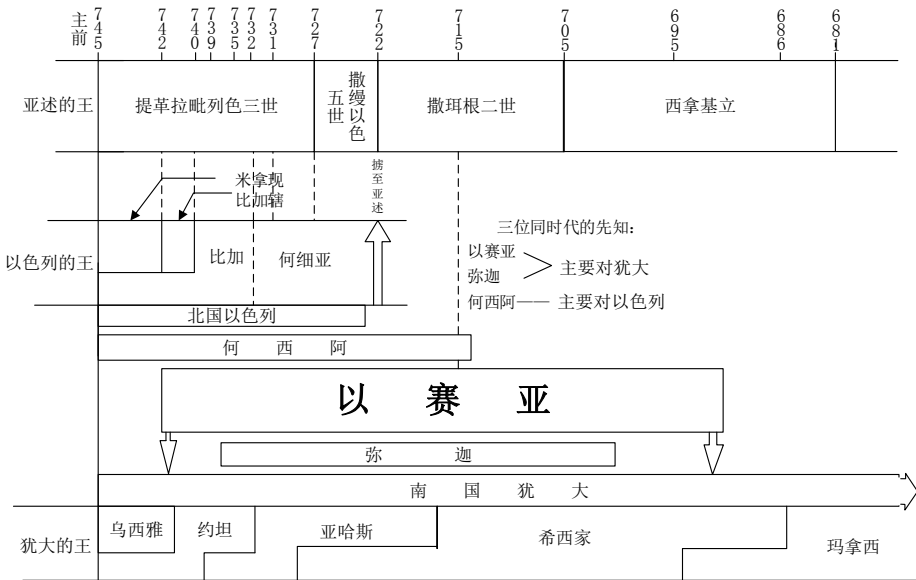 主前 745 742 740 739 735 732 731 727 722 715 705 695 686 681
亚述的王 提革拉毗列色三世 撒缦以色五世 撒珥根二世 西拿基立
米拿现
比加辖
掳至亚述
三位同时代的先知:
以赛亚
弥迦
主要对犹大
何西阿—— 主要对以色列
以色列的王 比加 何细亚
北国以色列
何 西 阿
以 赛 亚
弥 迦
南 国 犹 大
犹大的王 乌西雅 约坦 亚哈斯 希西家 玛拿西